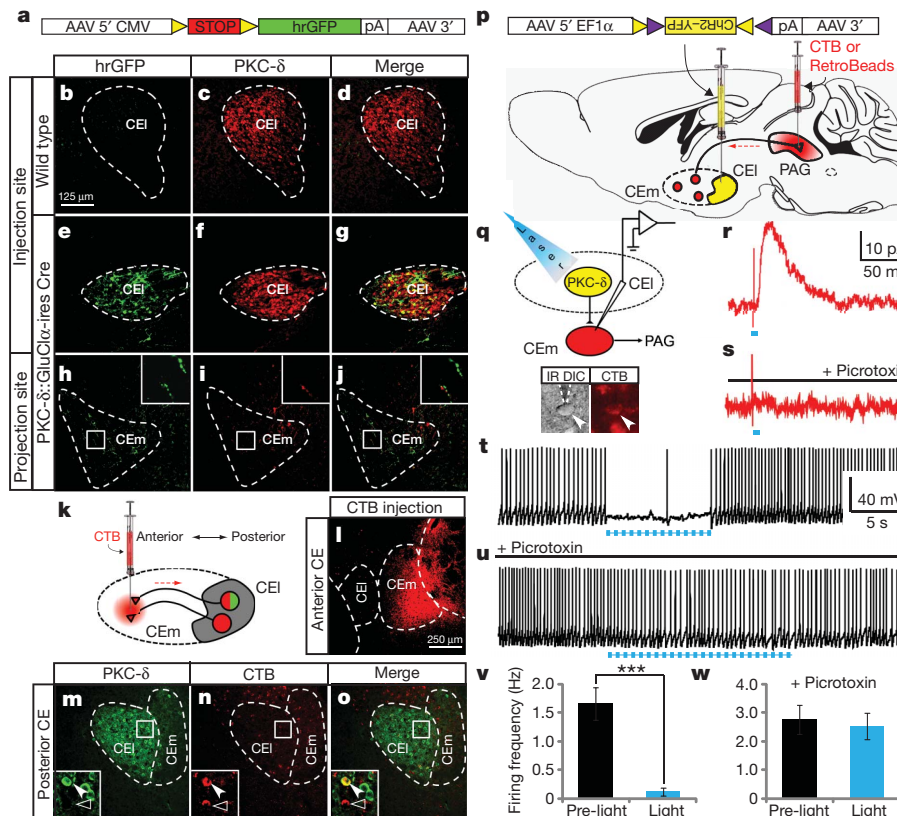 a
AAV 5′ CMV STOP hrGFP pA AAV 3′
hrGFP PKC-δ Merge
Injection site
Wild type
b c d
CEl CEl
125 μm
PKC-δ::GluClα-ires Cre
e f g
CEl CEl CEl
Projection site
h i j
CEm CEm CEm
k
CTB
Anterior Posterior
CEl
CEm
CTB injection
Anterior CE
l
CEl CEm
250 μm
PKC-δ CTB Merge
Posterior CE
m n o
CEl CEm CEl CEm CEl CEm
p
AAV 5′ EF1α ChR2–YFP pA AAV 3′
CTB or
RetroBeads
CEl
CEm
PAG
q
Laser
PKC-δ
CEl
CEm
PAG
IR DIC CTB
r
10 p
50 m
s
+ Picrotoxi
t
40 mV
5 s
u
+ Picrotoxin
v
***
Firing frequency (Hz)
2.0
1.5
1.0
0.5
0
Pre-light Light
w
+ Picrotoxin
4.0
3.0
2.0
1.0
0
Pre-light Light